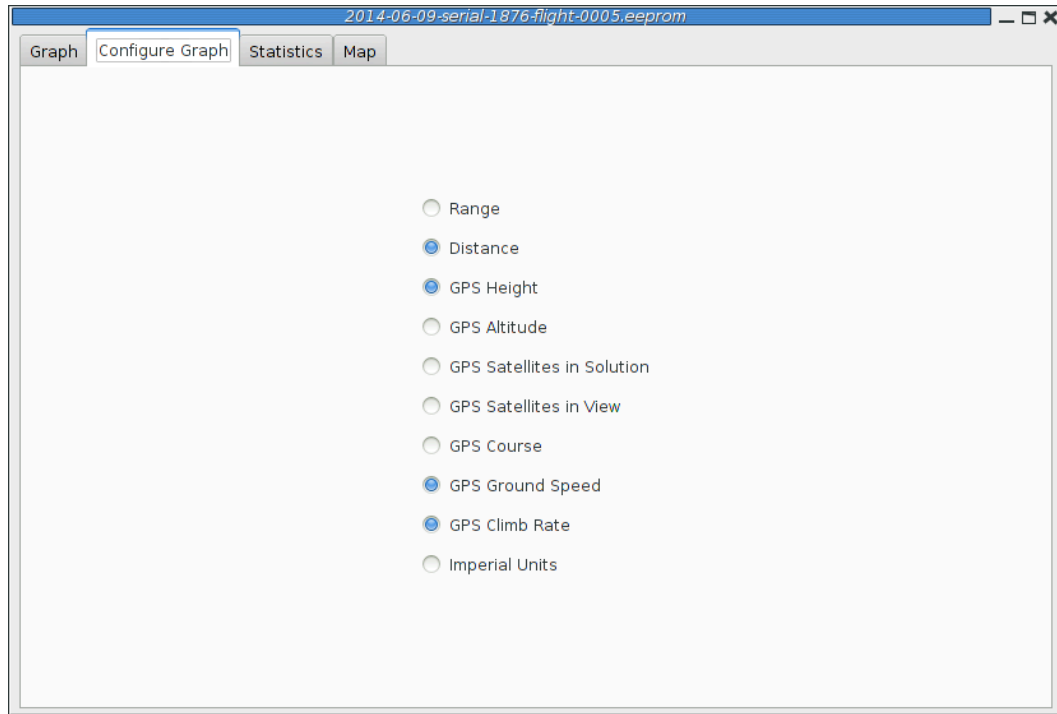 2014-06-09-serial-1876-flight-0005.eeprom
Graph Configure Graph Statistics Map
Range
Distance
GPS Height
GPS Altitude
GPS Satellites in Solution
GPS Satellites in View
GPS Course
GPS Ground Speed
GPS Climb Rate
Imperial Units